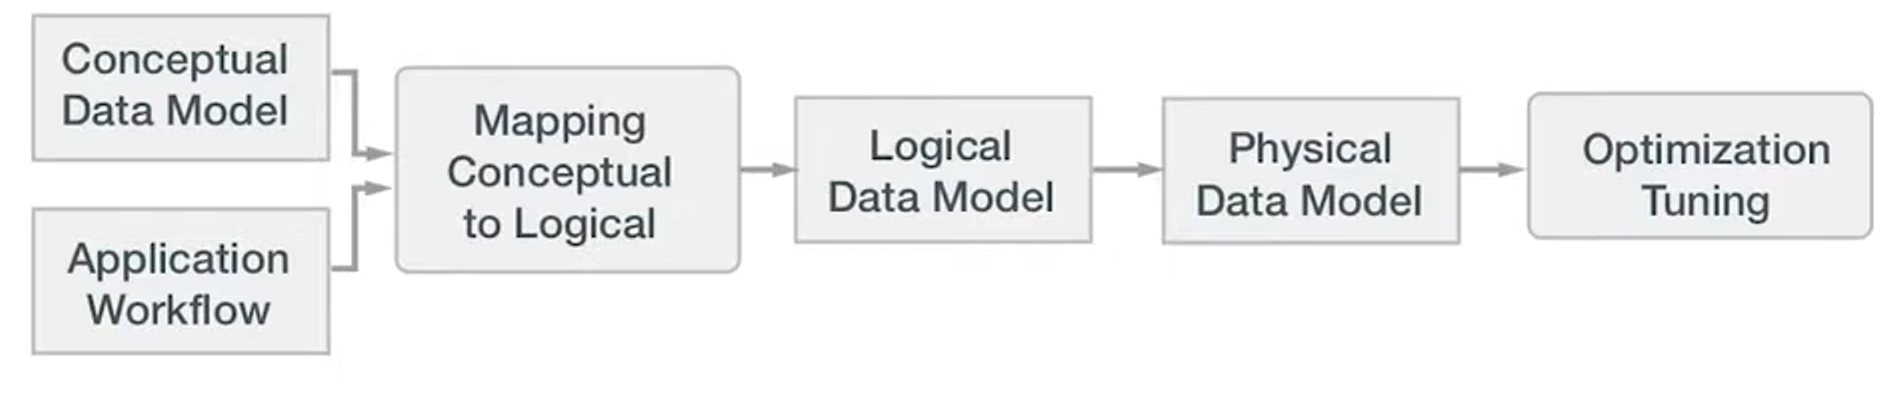 Conceptual
Data Model
Application
Workflow
Mapping
Conceptual
to Logical
Logical
Data Model
Physical
Data Model
Optimization
Tuning